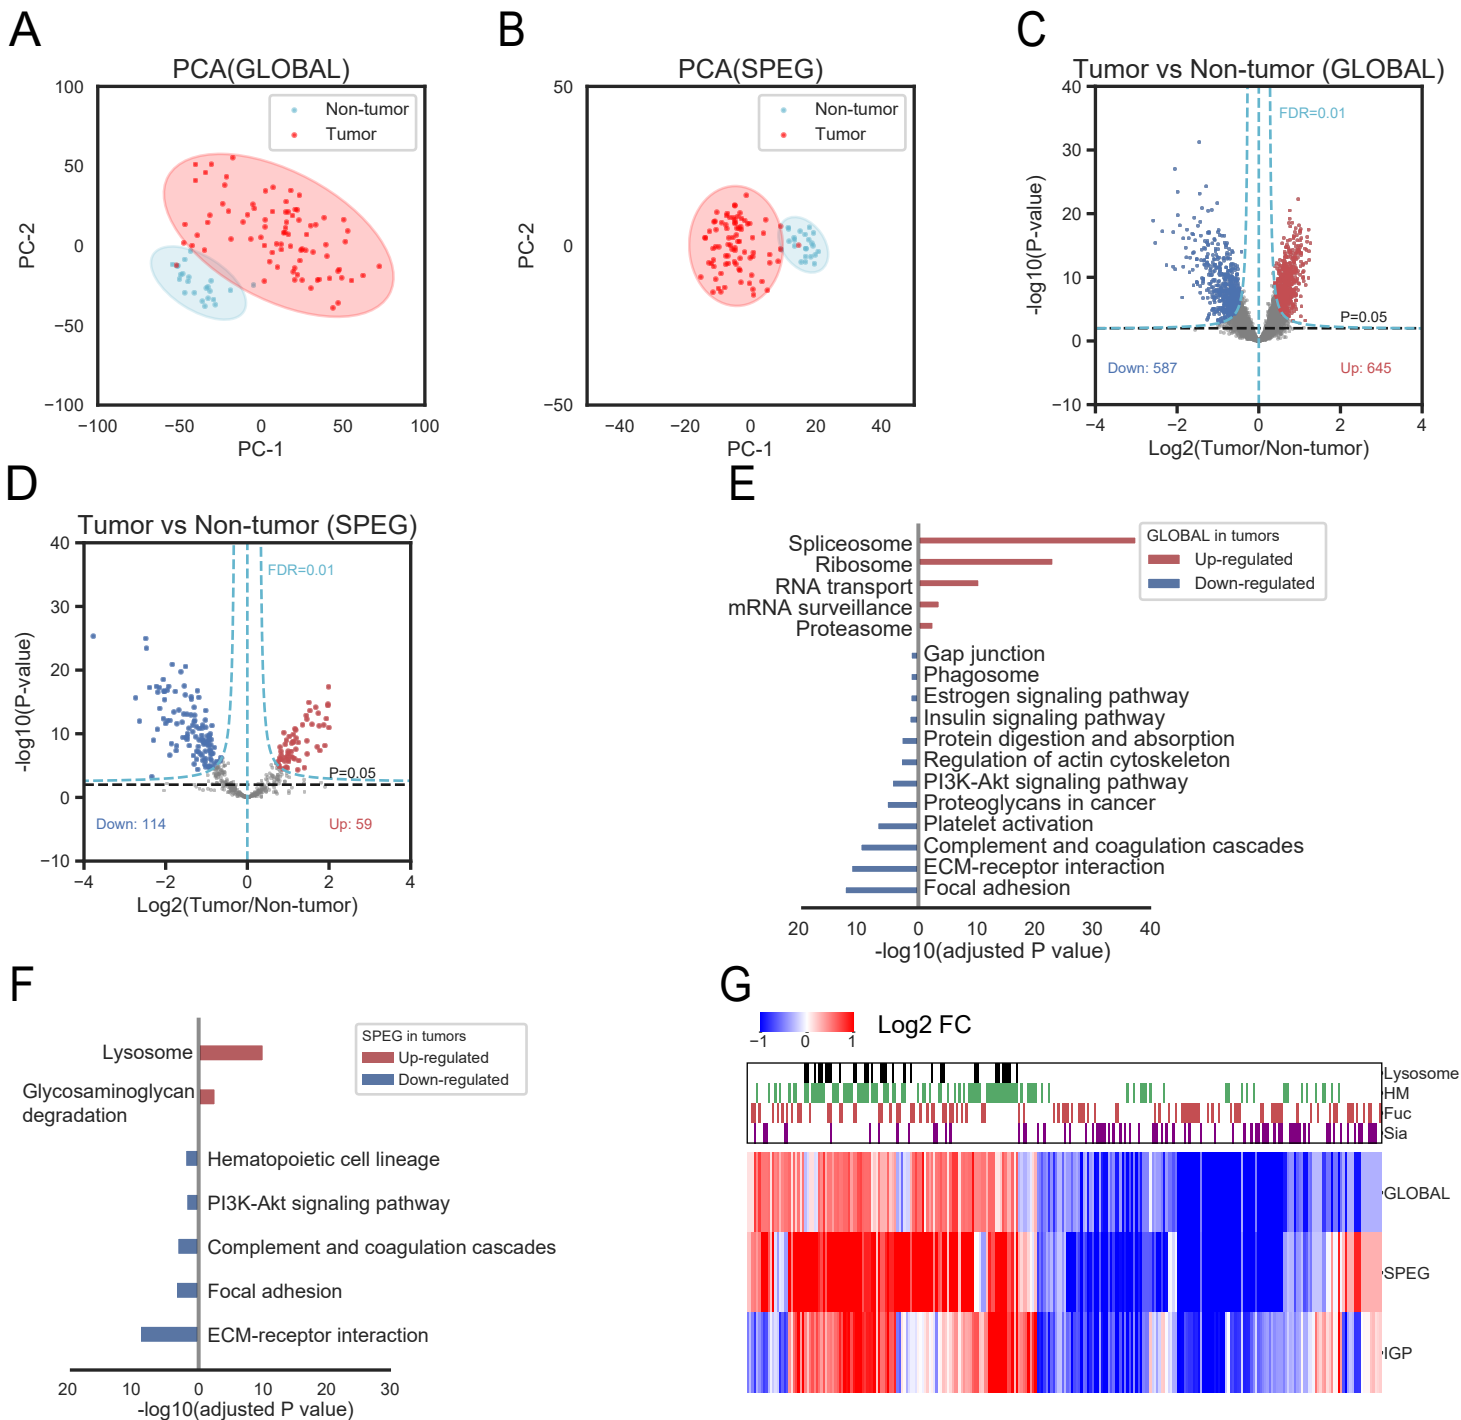 A
PCA(GLOBAL)
100
50
0
−50
−100
−100
−50
0
50
100
PC-2
PC-1
Non-tumor
Tumor
B
PCA(SPEG)
50
0
−50
−40
−20
0
20
40
PC-2
PC-1
Non-tumor
Tumor
C
Tumor vs Non-tumor (GLOBAL)
40
30
20
10
0
−10
−4
−2
0
2
4
-log10(P-value)
Log2(Tumor/Non-tumor)
FDR=0.01
P=0.05
Down: 587
Up: 645
D
Tumor vs Non-tumor (SPEG)
40
30
20
10
0
−10
−4
−2
0
2
4
-log10(P-value)
Log2(Tumor/Non-tumor)
FDR=0.01
P=0.05
Down: 114
Up: 59
E
GLOBAL in tumors
Up-regulated
Down-regulated
Spliceosome
Ribosome
RNA transport
mRNA surveillance
Proteasome
Gap junction
Phagosome
Estrogen signaling pathway
Insulin signaling pathway
Protein digestion and absorption
Regulation of actin cytoskeleton
PI3K-Akt signaling pathway
Proteoglycans in cancer
Platelet activation
Complement and coagulation cascades
ECM-receptor interaction
Focal adhesion
20
10
0
10
20
30
40
-log10(adjusted P value)
F
SPEG in tumors
Up-regulated
Down-regulated
Lysosome
Glycosaminoglycan
degradation
Hematopoietic cell lineage
PI3K-Akt signaling pathway
Complement and coagulation cascades
Focal adhesion
ECM-receptor interaction
20
10
0
10
20
30
-log10(adjusted P value)
G
−1
0
1
Log2 FC
Lysosome
HM
Fuc
Sia
GLOBAL
SPEG
IGP